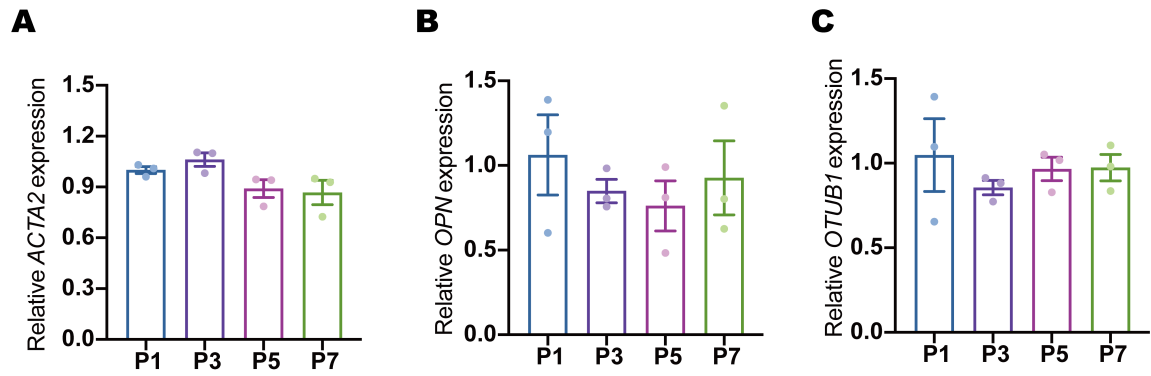 A
Relative ACTA2 expression
1.5
1.2
0.9
0.6
0.3
0.0
P1 P3 P5 P7
B
Relative OPN expression
1.5
1.0
0.5
0.0
P1 P3 P5 P7
C
Relative OTUB1 expression
1.5
1.0
0.5
0.0
P1 P3 P5 P7